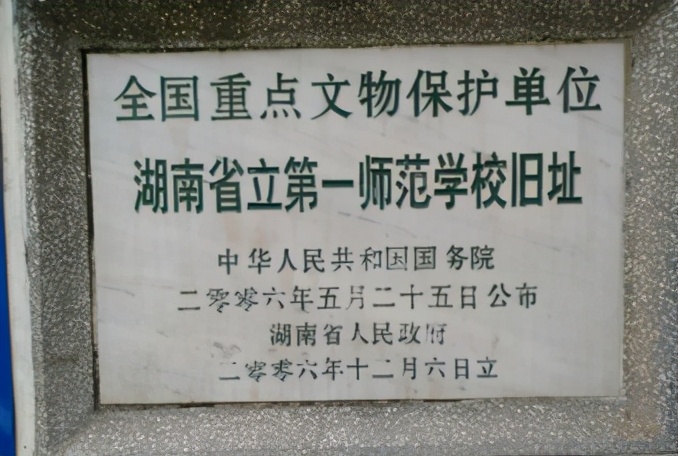 全国重点文物保护单位
湖南省立第一师范学校旧址
中华人民共和国国务院
二零零六年五月二十五日公布
湖南省人民政府
二零零六年十二月六日立